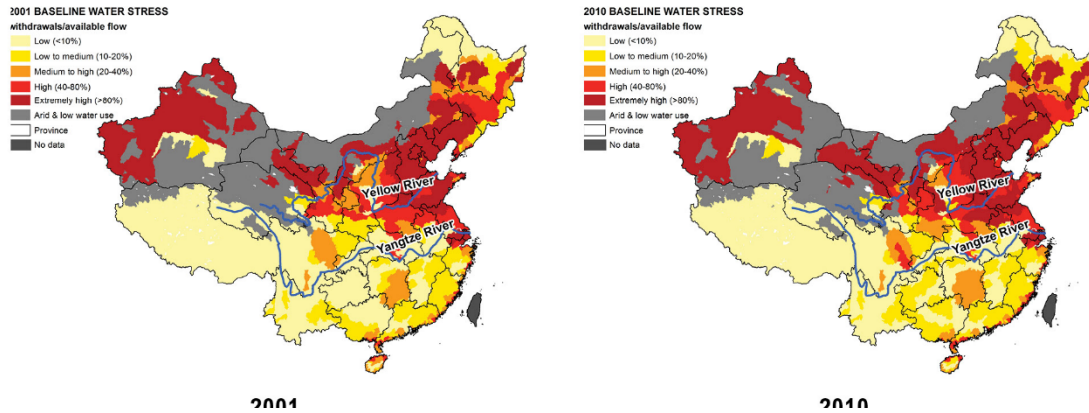 2001 BASELINE WATER STRESS
withdrawals/available flow
Low (<10%)
Low to medium (10-20%)
Medium to high (20-40%)
High (40-80%)
Extremely high (>80%)
Arid & low water use
Province
No data
Yellow River
Yangtze River
2001
2010 BASELINE WATER STRESS
withdrawals/available flow
Low (<10%)
Low to medium (10-20%)
Medium to high (20-40%)
High (40-80%)
Extremely high (>80%)
Arid & low water use
Province
No data
Yellow River
Yangtze River
2010